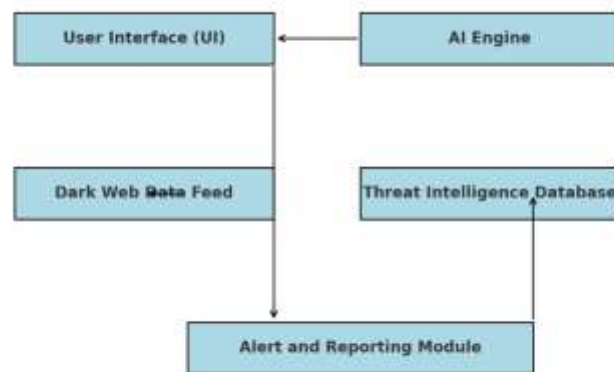 User Interface (UI)
AI Engine
Dark Web Data Feed
Threat Intelligence Database
Alert and Reporting Module